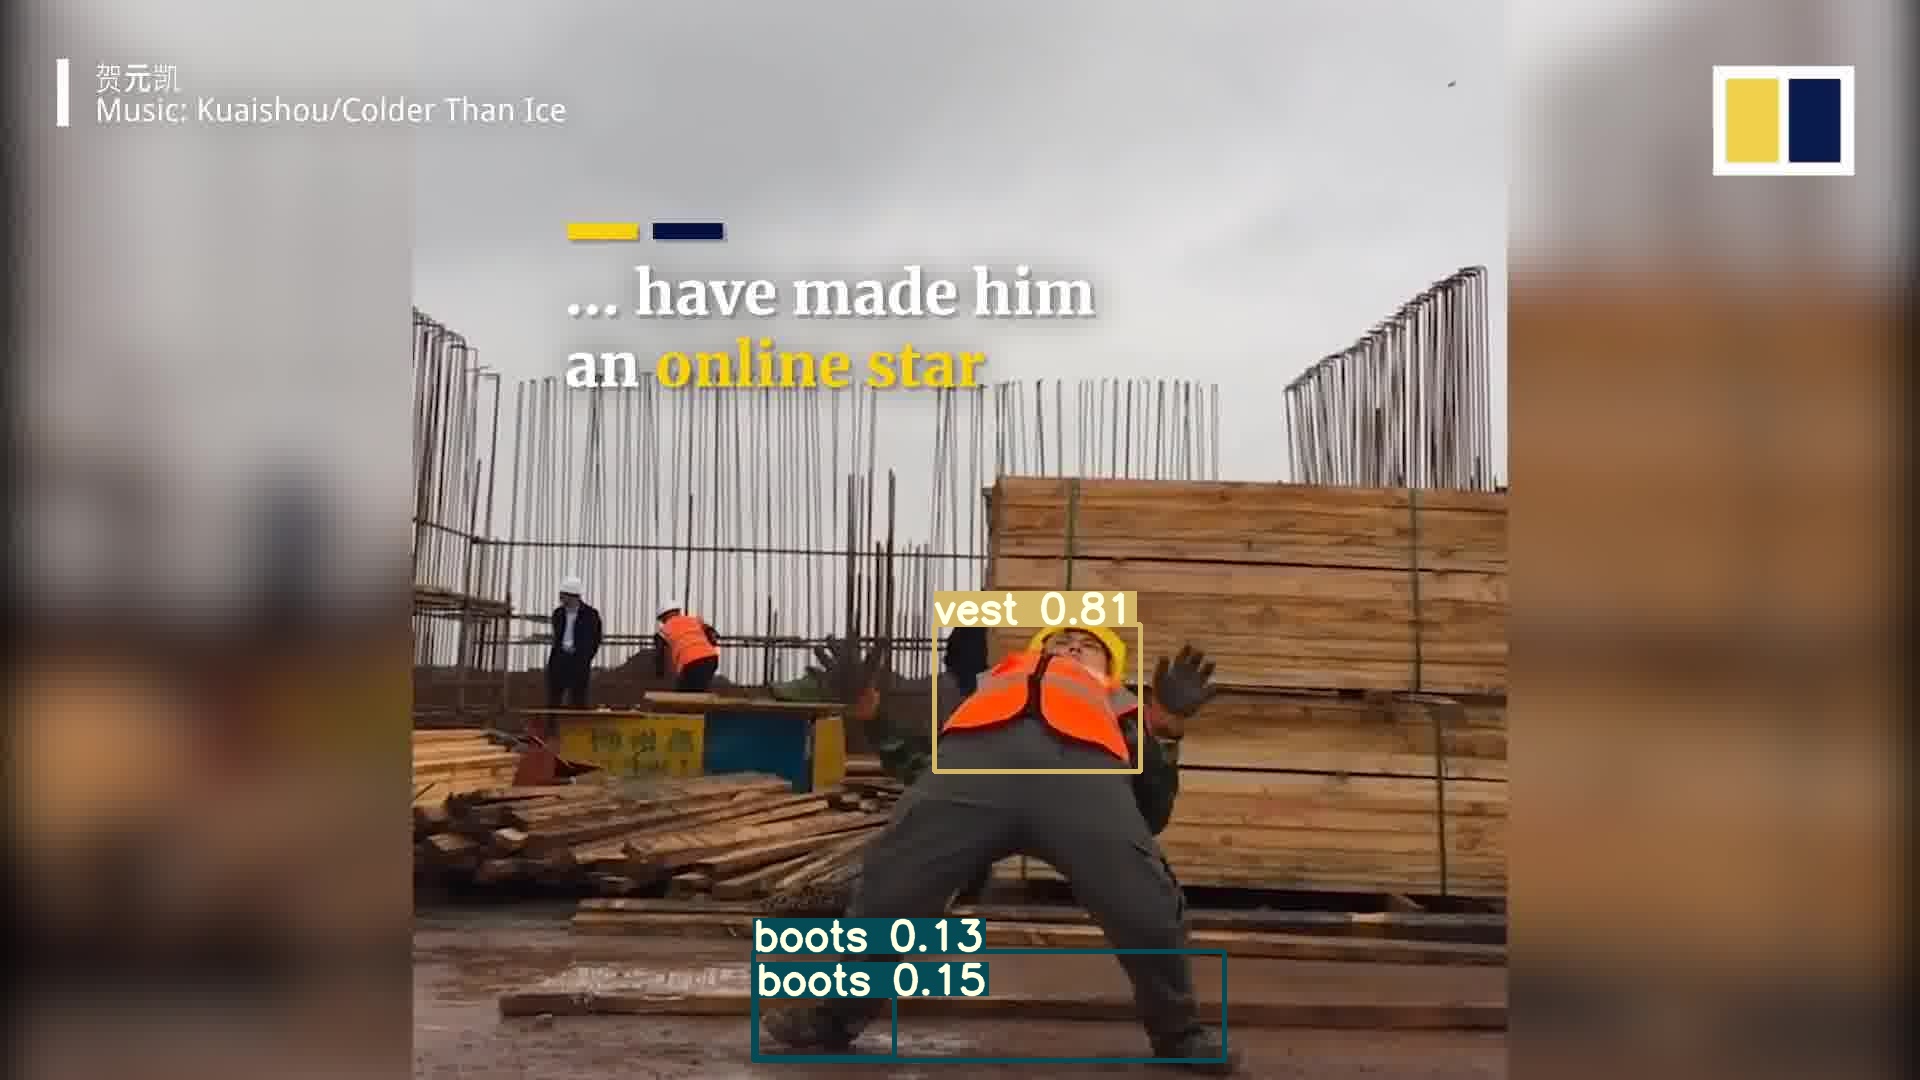 贺元凯
Music: Kuaishou/Colder Than Ice
... have made him
an online star
vest 0.81
boots 0.13
boots 0.15